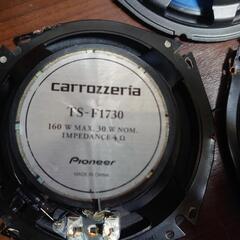 carrozzeria
TS-F1730
160 W MAX. 30 W NOM.
IMPEDANCE 4 Ω
Pioneer
MADE IN CHINA